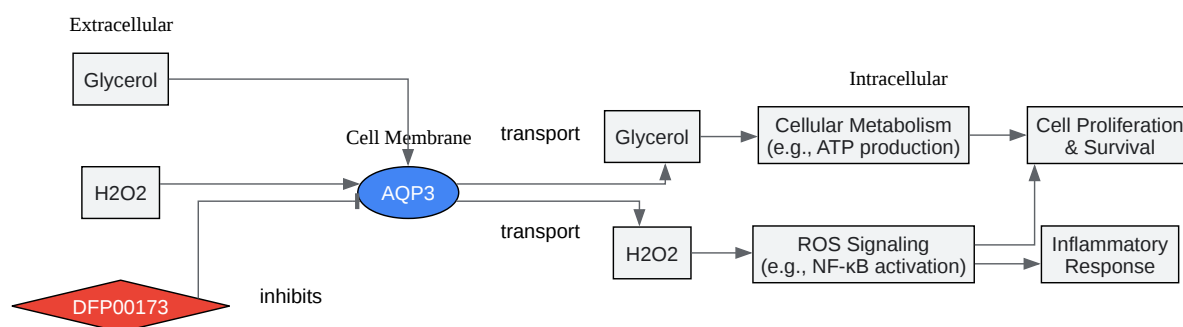 Extracellular
Glycerol
H2O2
DFP00173
inhibits
Cell Membrane
AQP3
transport
transport
Intracellular
Glycerol
H2O2
Cellular Metabolism
(e.g., ATP production)
ROS Signaling
(e.g., NF-κB activation)
Cell Proliferation
& Survival
Inflammatory
Response